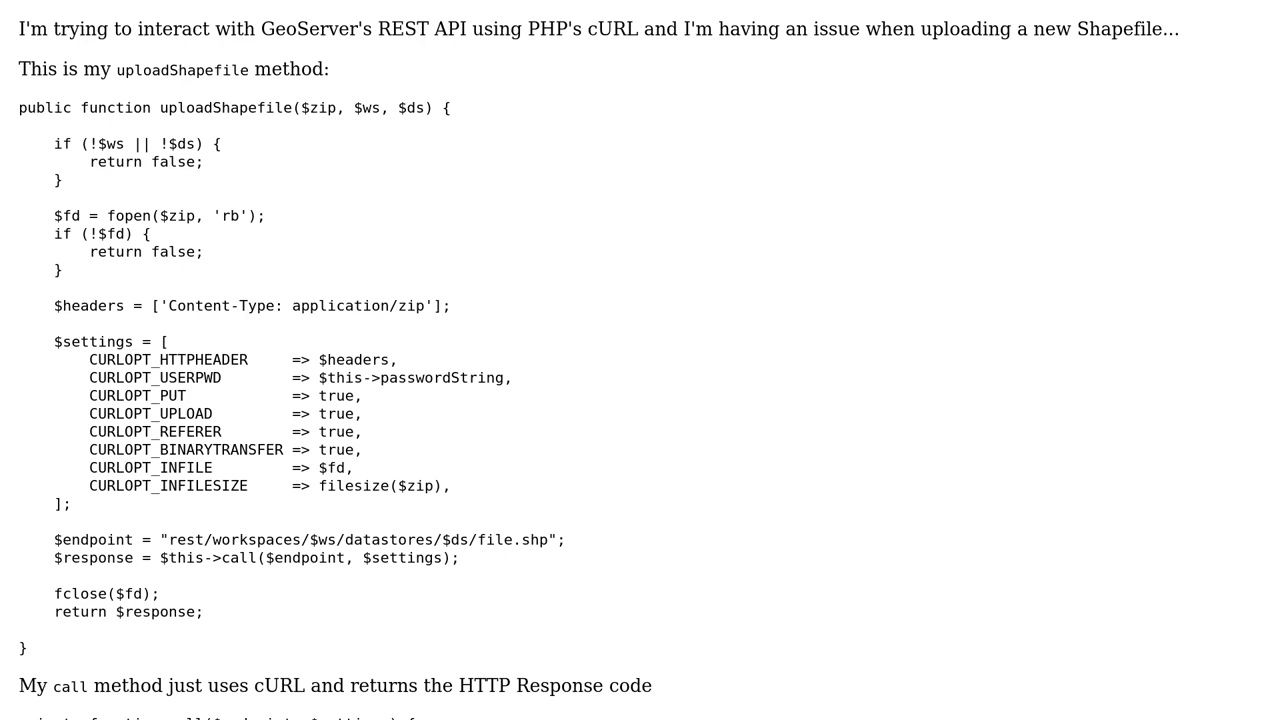 I'm trying to interact with GeoServer's REST API using PHP's cURL and I'm having an issue when uploading a new Shapefile...
This is my uploadShapefile method:
public function uploadShapefile($zip, $ws, $ds) {
    if (!$ws || !$ds) {
        return false;
    }
    $fd = fopen($zip, 'rb');
    if (!$fd) {
        return false;
    }
    $headers = ['Content-Type: application/zip'];
    $settings = [
        CURLOPT_HTTPHEADER     => $headers,
        CURLOPT_USERPWD        => $this->passwordString,
        CURLOPT_PUT            => true,
        CURLOPT_UPLOAD         => true,
        CURLOPT_REFERER        => true,
        CURLOPT_BINARYTRANSFER => true,
        CURLOPT_INFILE         => $fd,
        CURLOPT_INFILESIZE     => filesize($zip),
    ];
    $endpoint = "rest/workspaces/$ws/datastores/$ds/file.shp";
    $response = $this->call($endpoint, $settings);
    fclose($fd);
    return $response;
}
My call method just uses cURL and returns the HTTP Response code